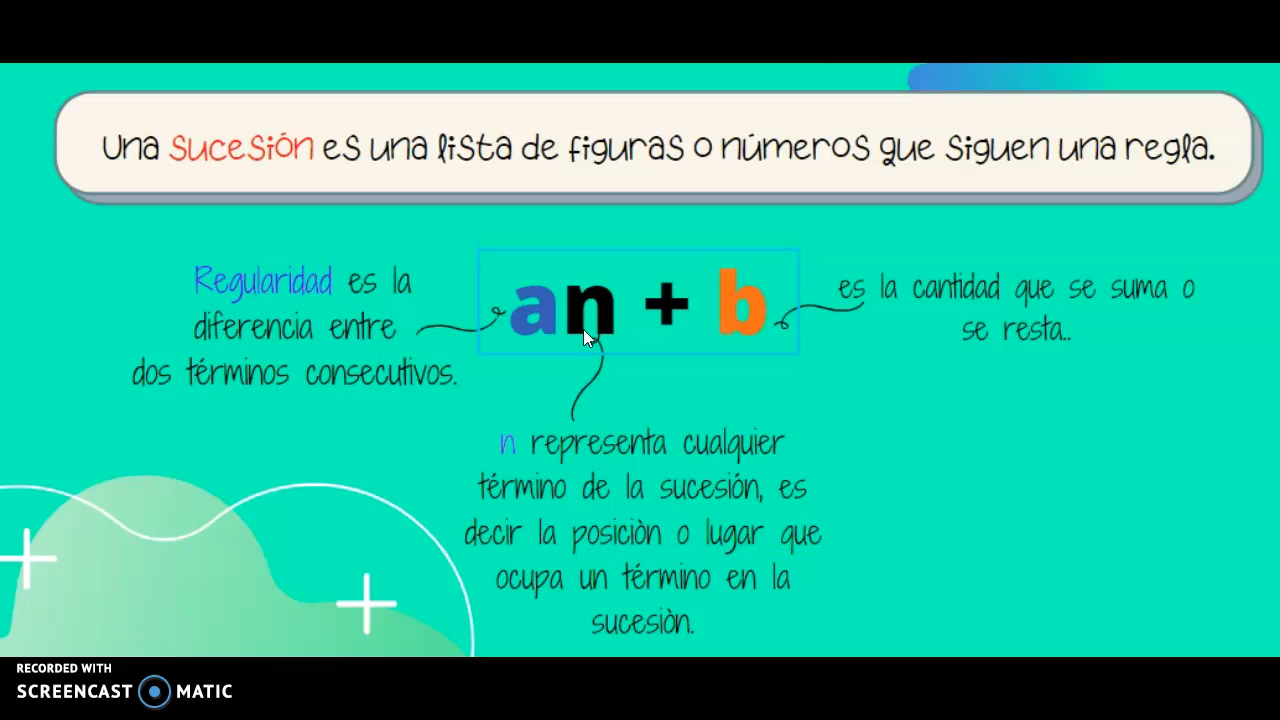 Una sucesión es una lista de figuras o números que siguen una regla.
Regularidad es la
diferencia entre
dos términos consecutivos.
an + b
es la cantidad que se suma o
se resta..
n representa cualquier
término de la sucesión, es
decir la posiciòn o lugar que
ocupa un término en la
sucesiòn.
RECORDED WITH
SCREENCAST MATIC